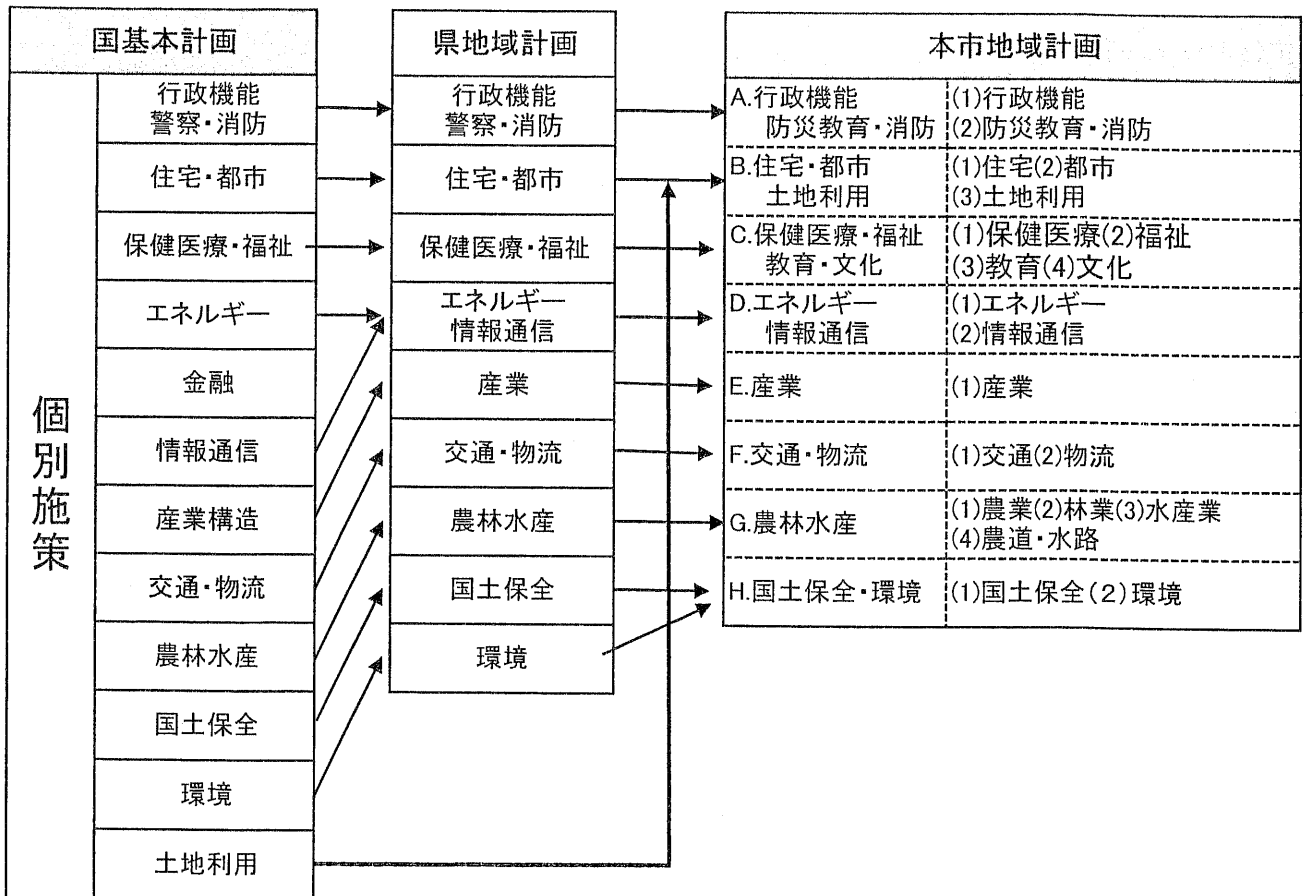 国基本計画
個別施策
行政機能
警察・消防
住宅・都市
保健医療・福祉
エネルギー
金融
情報通信
産業構造
交通・物流
農林水産
国土保全
環境
土地利用
県地域計画
行政機能
警察・消防
住宅・都市
保健医療・福祉
エネルギー
情報通信
産業
交通・物流
農林水産
国土保全
環境
本市地域計画
A.行政機能
防災教育・消防
(1)行政機能
(2)防災教育・消防
B.住宅・都市
土地利用
(1)住宅(2)都市
(3)土地利用
C.保健医療・福祉
教育・文化
(1)保健医療(2)福祉
(3)教育(4)文化
D.エネルギー
情報通信
(1)エネルギー
(2)情報通信
E.産業
(1)産業
F.交通・物流
(1)交通(2)物流
G.農林水産
(1)農業(2)林業(3)水産業
(4)農道・水路
H.国土保全・環境
(1)国土保全(2)環境